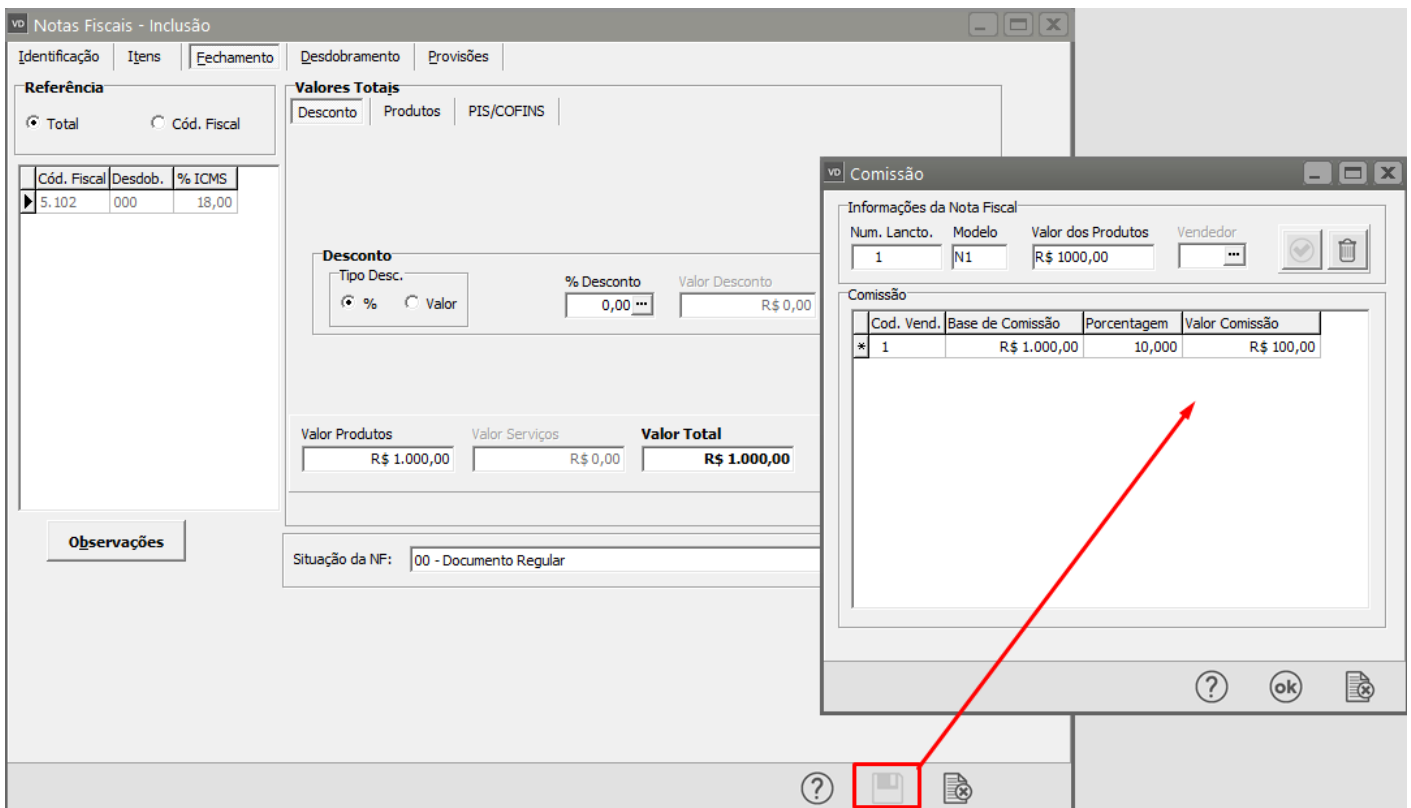 VD Notas Fiscais - Inclusão
Identificação Itens Fechamento Desdobramento Provisões
Referência
Total Cód. Fiscal
Cód. Fiscal Desdob. % ICMS
5.102 000 18,00
Observações
Valores Totais
Desconto Produtos PIS/COFINS
Desconto
Tipo Desc.
% Valor
% Desconto Valor Desconto
0,00 ... R$ 0,00
Valor Produtos Valor Serviços Valor Total
R$ 1.000,00 R$ 0,00 R$ 1.000,00
Situação da NF: 00 - Documento Regular
?
VD Comissão
Informações da Nota Fiscal
Num. Lancto. Modelo Valor dos Produtos Vendedor
1 N1 R$ 1000,00 ...
Comissão
Cod. Vend. Base de Comissão Porcentagem Valor Comissão
* 1 R$ 1.000,00 10,000 R$ 100,00
? ok